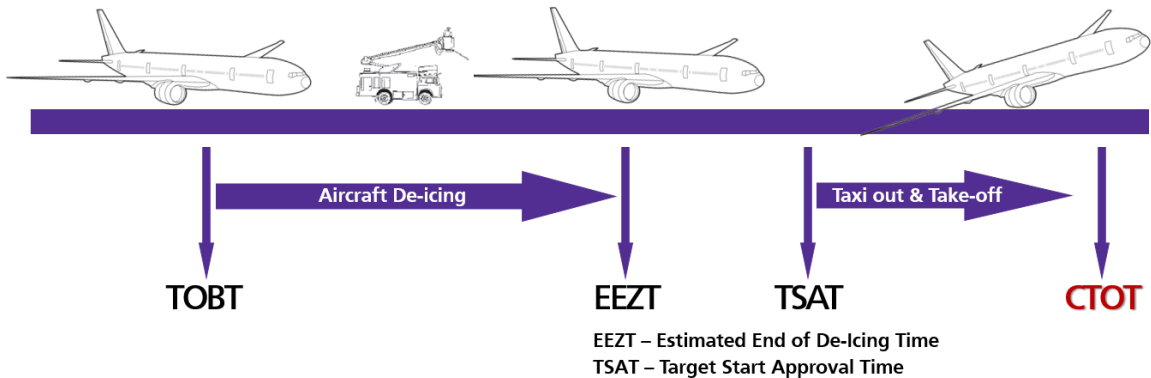 Aircraft De-icing
Taxi out & Take-off
TOBT
EEZT
TSAT
CTOT
EEZT – Estimated End of De-Icing Time
TSAT – Target Start Approval Time